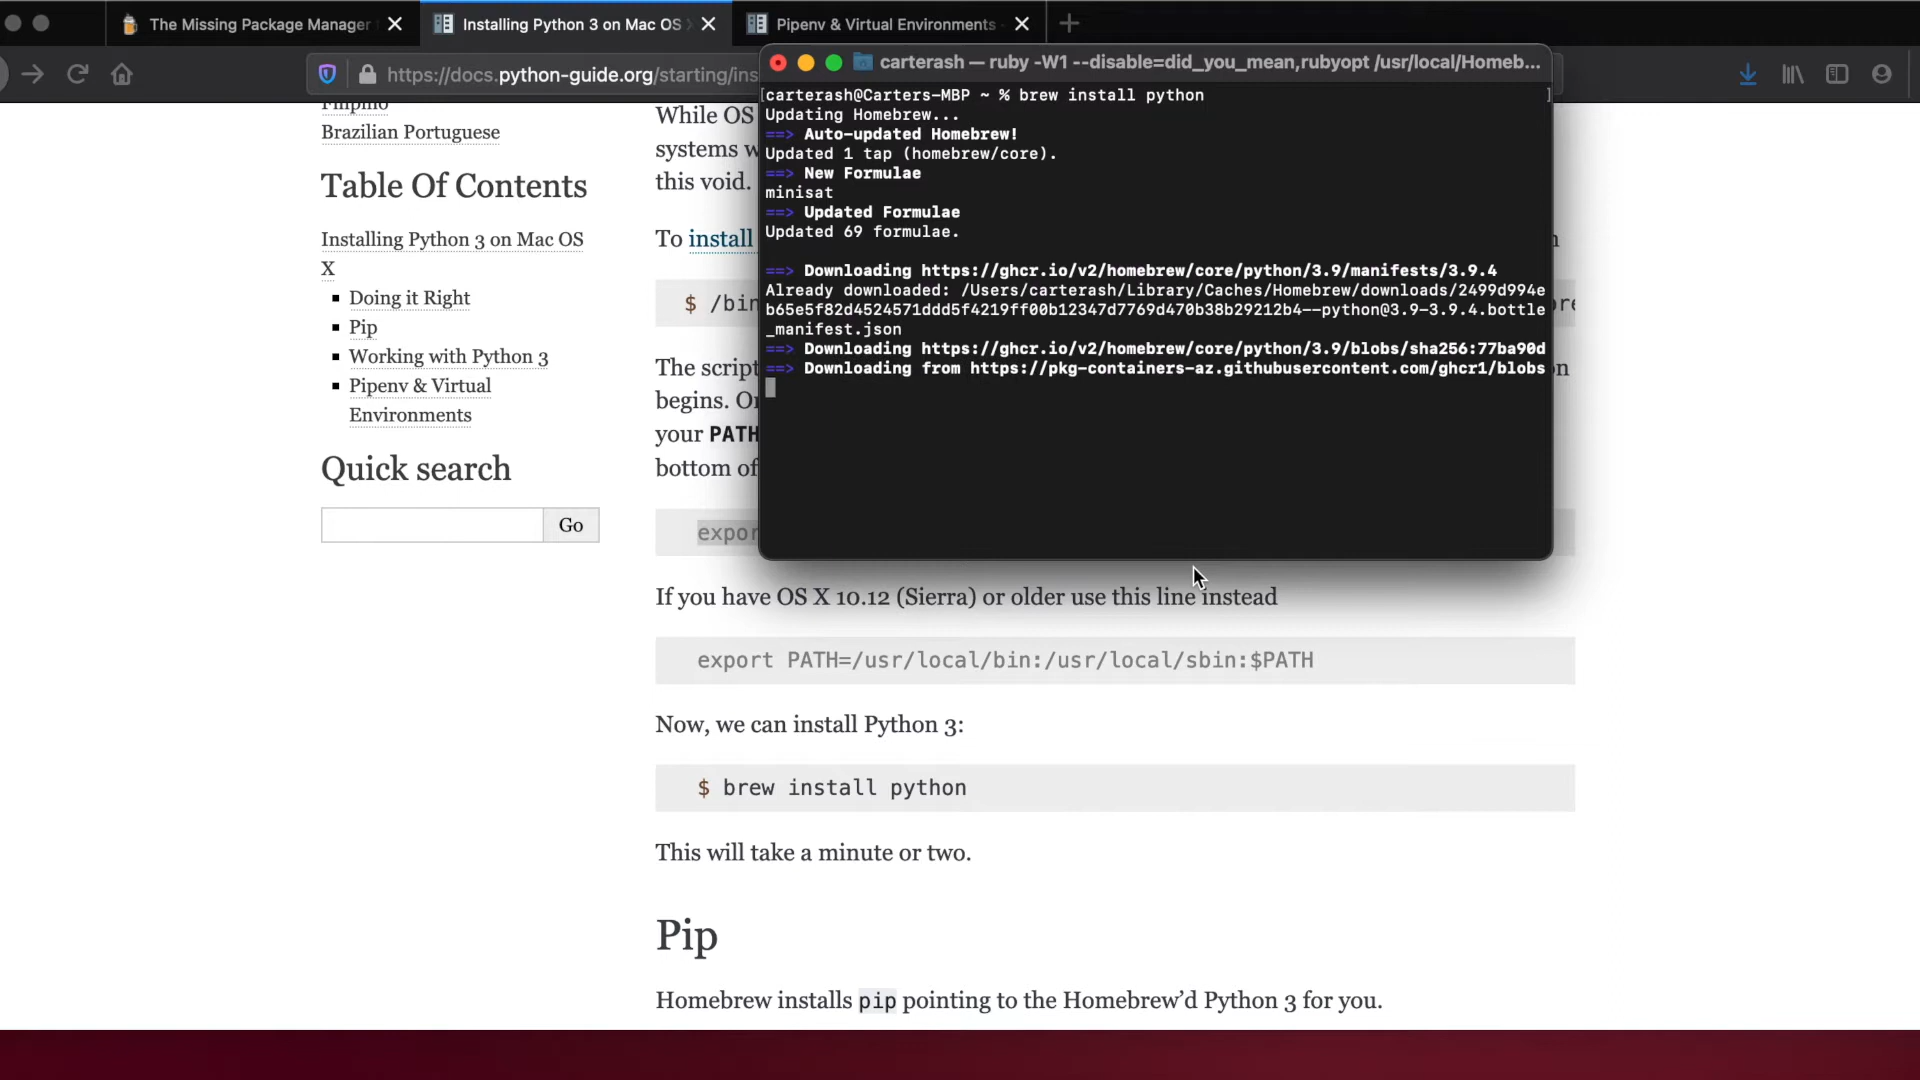 The Missing Package Manager
Installing Python 3 on Mac OS
Pipenv & Virtual Environments
https://docs.python-guide.org/starting/ins
carterash — ruby -W1 --disable=did_you_mean,rubyopt /usr/local/Homeb...
[carterash@Carters-MBP ~ % brew install python ]
Updating Homebrew...
==> Auto-updated Homebrew!
Updated 1 tap (homebrew/core).
==> New Formulae
minisat
==> Updated Formulae
Updated 69 formulae.
==> Downloading https://ghcr.io/v2/homebrew/core/python/3.9/manifests/3.9.4
Already downloaded: /Users/carterash/Library/Caches/Homebrew/downloads/2499d994e
b65e5f82d4524571ddd5f4219ff00b12347d7769d470b38b29212b4--python@3.9-3.9.4.bottle
_manifest.json
==> Downloading https://ghcr.io/v2/homebrew/core/python/3.9/blobs/sha256:77ba90d
==> Downloading from https://pkg-containers-az.githubusercontent.com/ghcr1/blobs
Filipino
Brazilian Portuguese
Table Of Contents
Installing Python 3 on Mac OS
X
Doing it Right
Pip
Working with Python 3
Pipenv & Virtual
Environments
Quick search
Go
While OS
systems w
this void.
To install
$ /bin
The script
begins. On
your PATH
bottom of
expor
If you have OS X 10.12 (Sierra) or older use this line instead
export PATH=/usr/local/bin:/usr/local/sbin:$PATH
Now, we can install Python 3:
$ brew install python
This will take a minute or two.
Pip
Homebrew installs pip pointing to the Homebrew’d Python 3 for you.